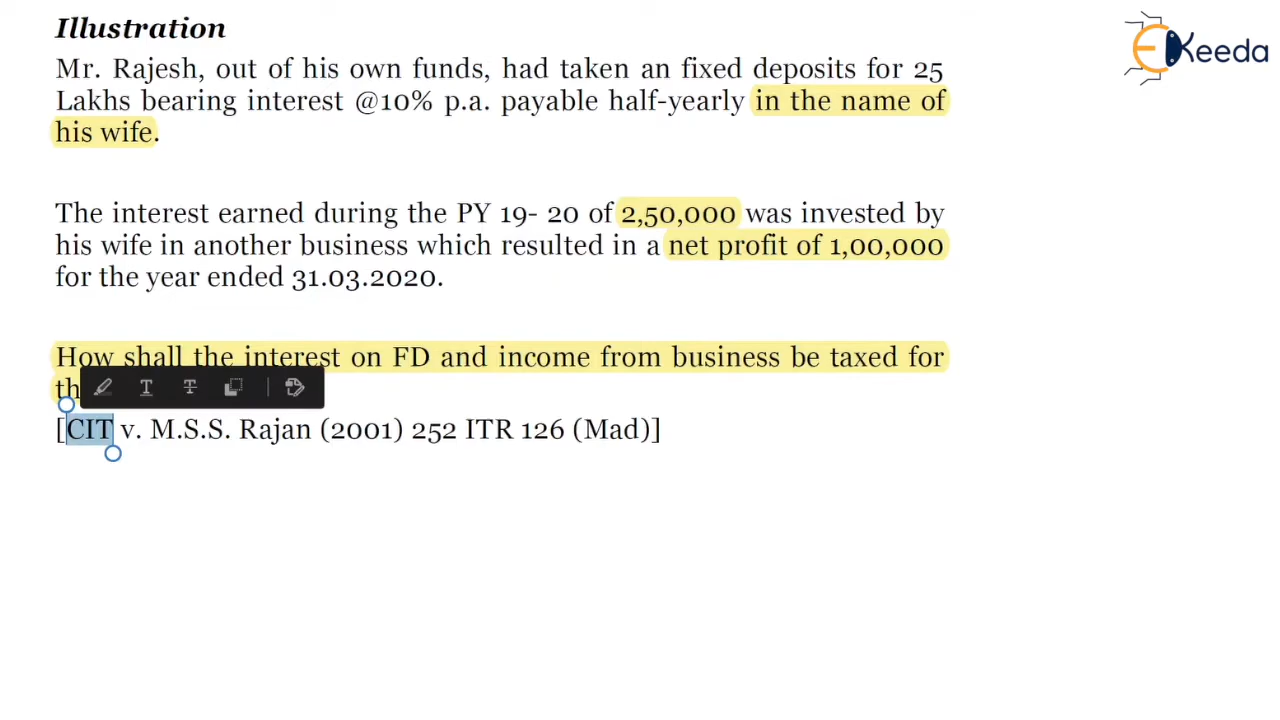 Illustration
Mr. Rajesh, out of his own funds, had taken an fixed deposits for 25
Lakhs bearing interest @10% p.a. payable half-yearly in the name of
his wife.
The interest earned during the PY 19- 20 of 2,50,000 was invested by
his wife in another business which resulted in a net profit of 1,00,000
for the year ended 31.03.2020.
How shall the interest on FD and income from business be taxed for
[CIT v. M.S.S. Rajan (2001) 252 ITR 126 (Mad)]
EKeeda